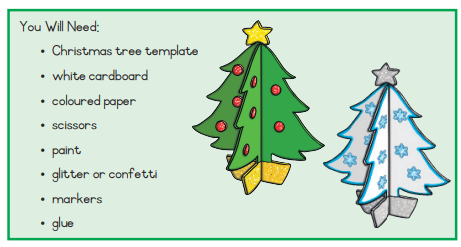 You Will Need:
• Christmas tree template
• white cardboard
• coloured paper
• scissors
• paint
• glitter or confetti
• markers
• glue